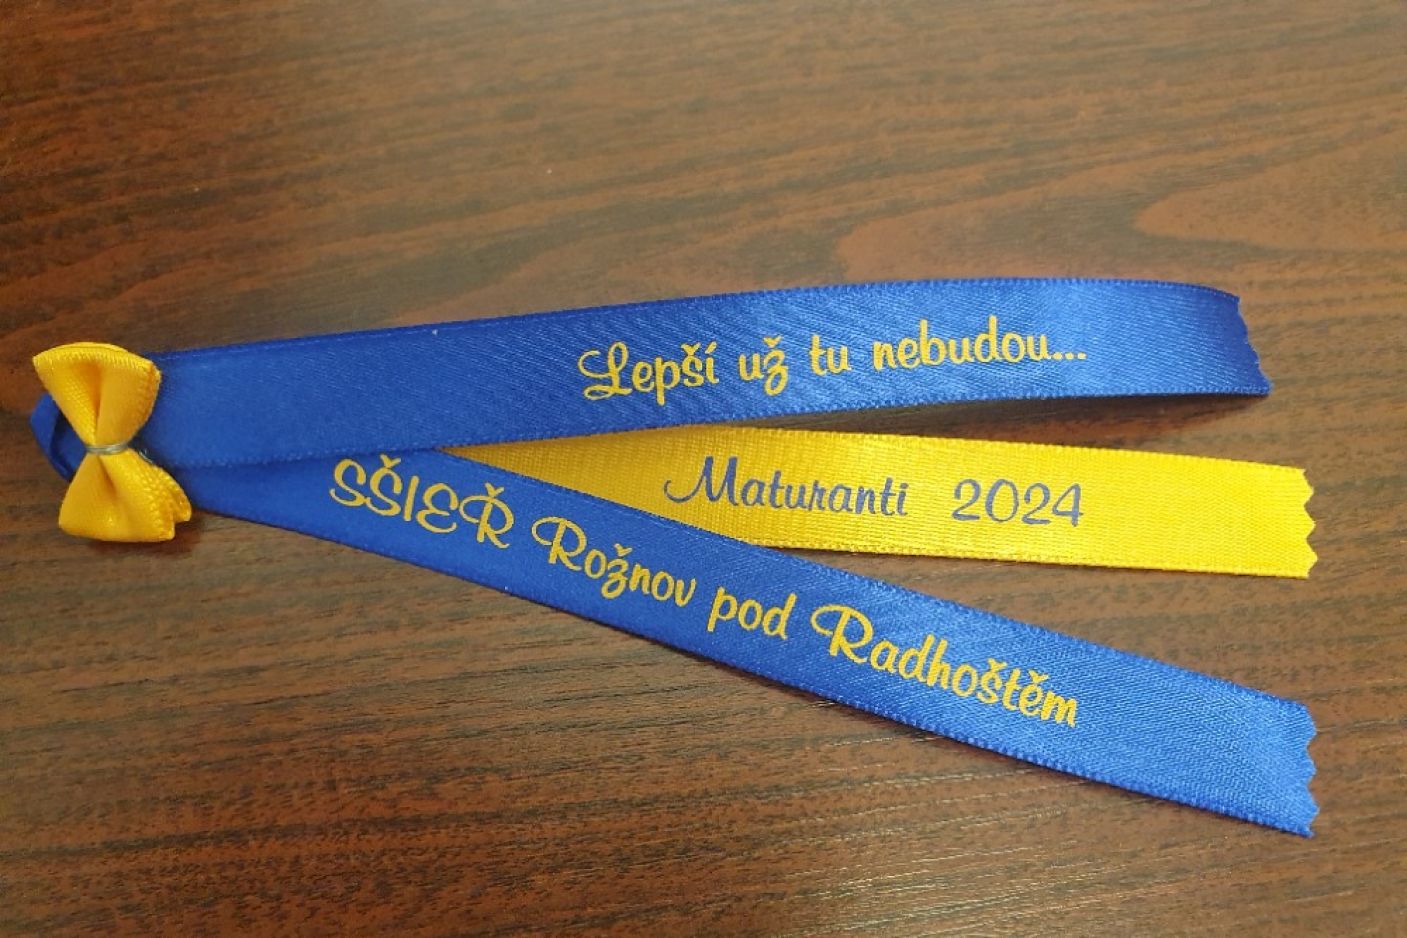 Lepší už tu nebudou...
Maturanti 2024
SŠIEŘ Rožnov pod Radhoštěm